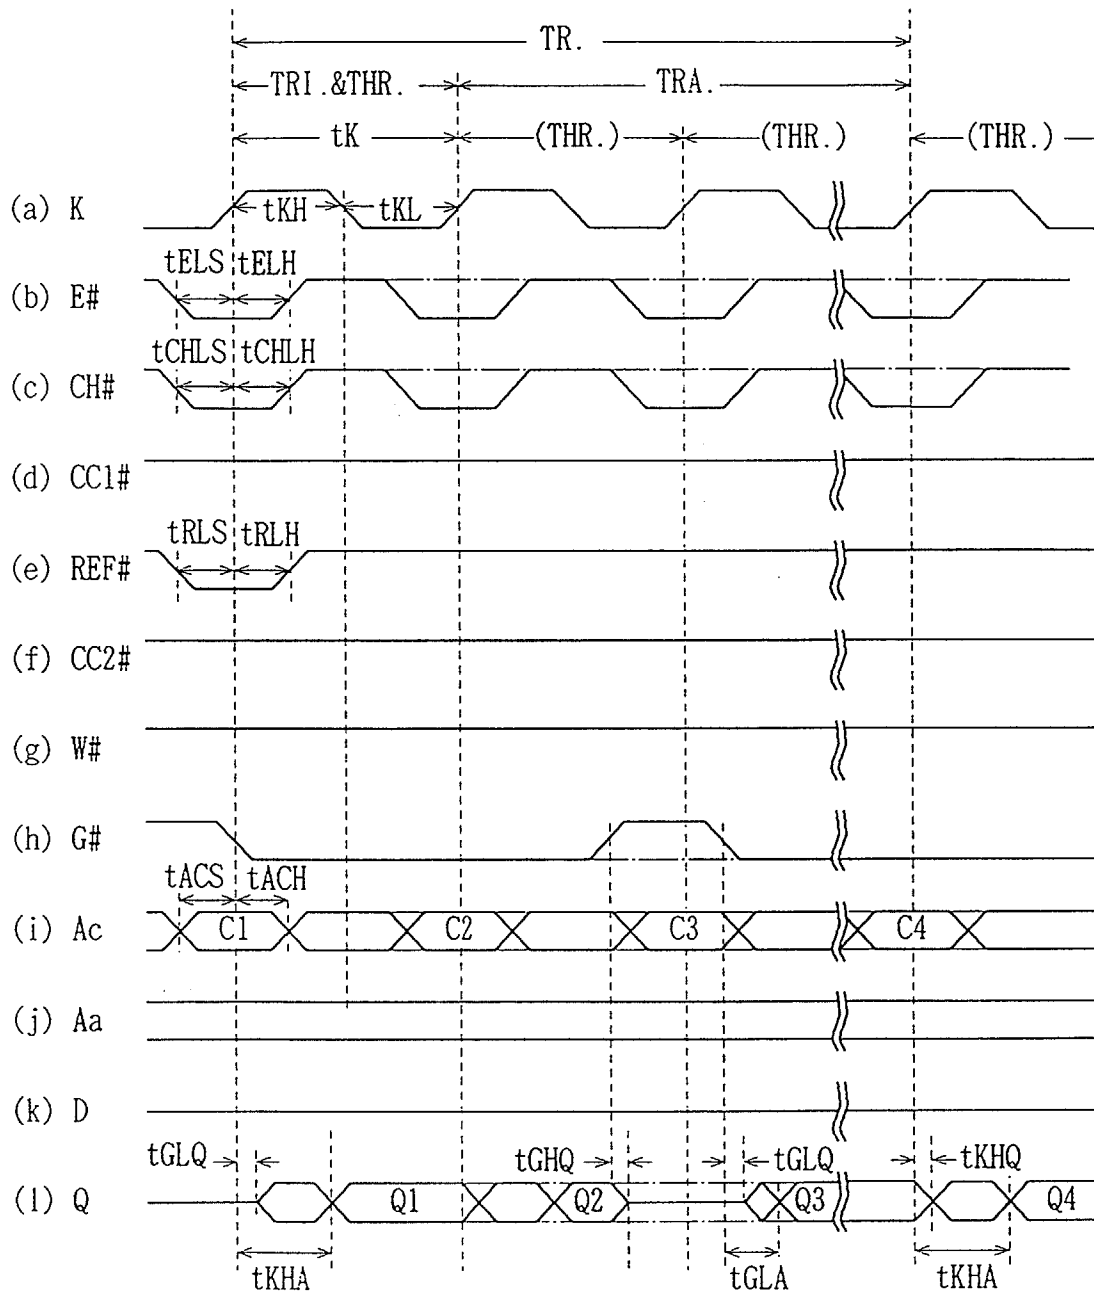 TR.
TRI.&THR. TRA.
tK (THR.) (THR.) (THR.)
(a) K tKH tKL
tELS tELH
(b) E#
tCHLS tCHLH
(c) CH#
(d) CC1#
tRLS tRLH
(e) REF#
(f) CC2#
(g) W#
(h) G#
tACS tACH
(i) Ac C1 C2 C3 C4
(j) Aa
(k) D
tGLQ tGHQ tGLQ tKHQ
(l) Q Q1 Q2 Q3 Q4
tKHA tGLA tKHA